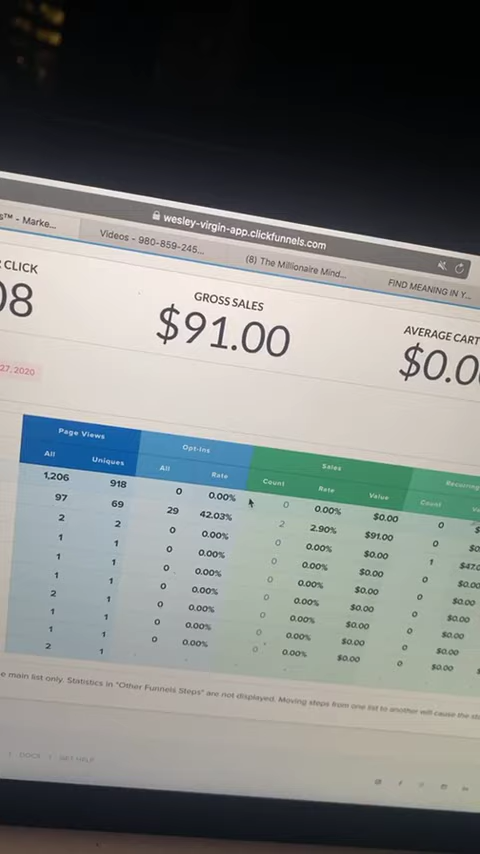 wesley-virgin-app.clickfunnels.com
s™ - Marke...
Videos - 980-859-245...
(8) The Millionaire Mind...
FIND MEANING IN Y...
CLICK
08
GROSS SALES
$91.00
AVERAGE CART
$0.0
27, 2020
Page Views Opt-Ins Sales Recurring
All Uniques All Rate Count Rate Value Count
1,206 918 0 0.00% 0 0.00% $0.00 0
97 69 29 42.03% 2 2.90% $91.00 0 $0
2 2 0 0.00% 0 0.00% $0.00 1 $47.0
1 1 0 0.00% 0 0.00% $0.00 0 $0.00
1 1 0 0.00% 0 0.00% $0.00 0 $0.00
1 1 0 0.00% 0 0.00% $0.00 0 $0.00
2 1 0 0.00% 0 0.00% $0.00 0 $0.00
1 1 0 0.00% 0 0.00% $0.00 0 $0.00
1 1 0 0.00% 0 0.00% $0.00 0 $0.00
2 1
e main list only. Statistics in "Other Funnels Steps" are not displayed. Moving steps from one list to another will cause the
| DOCS | GET HELP